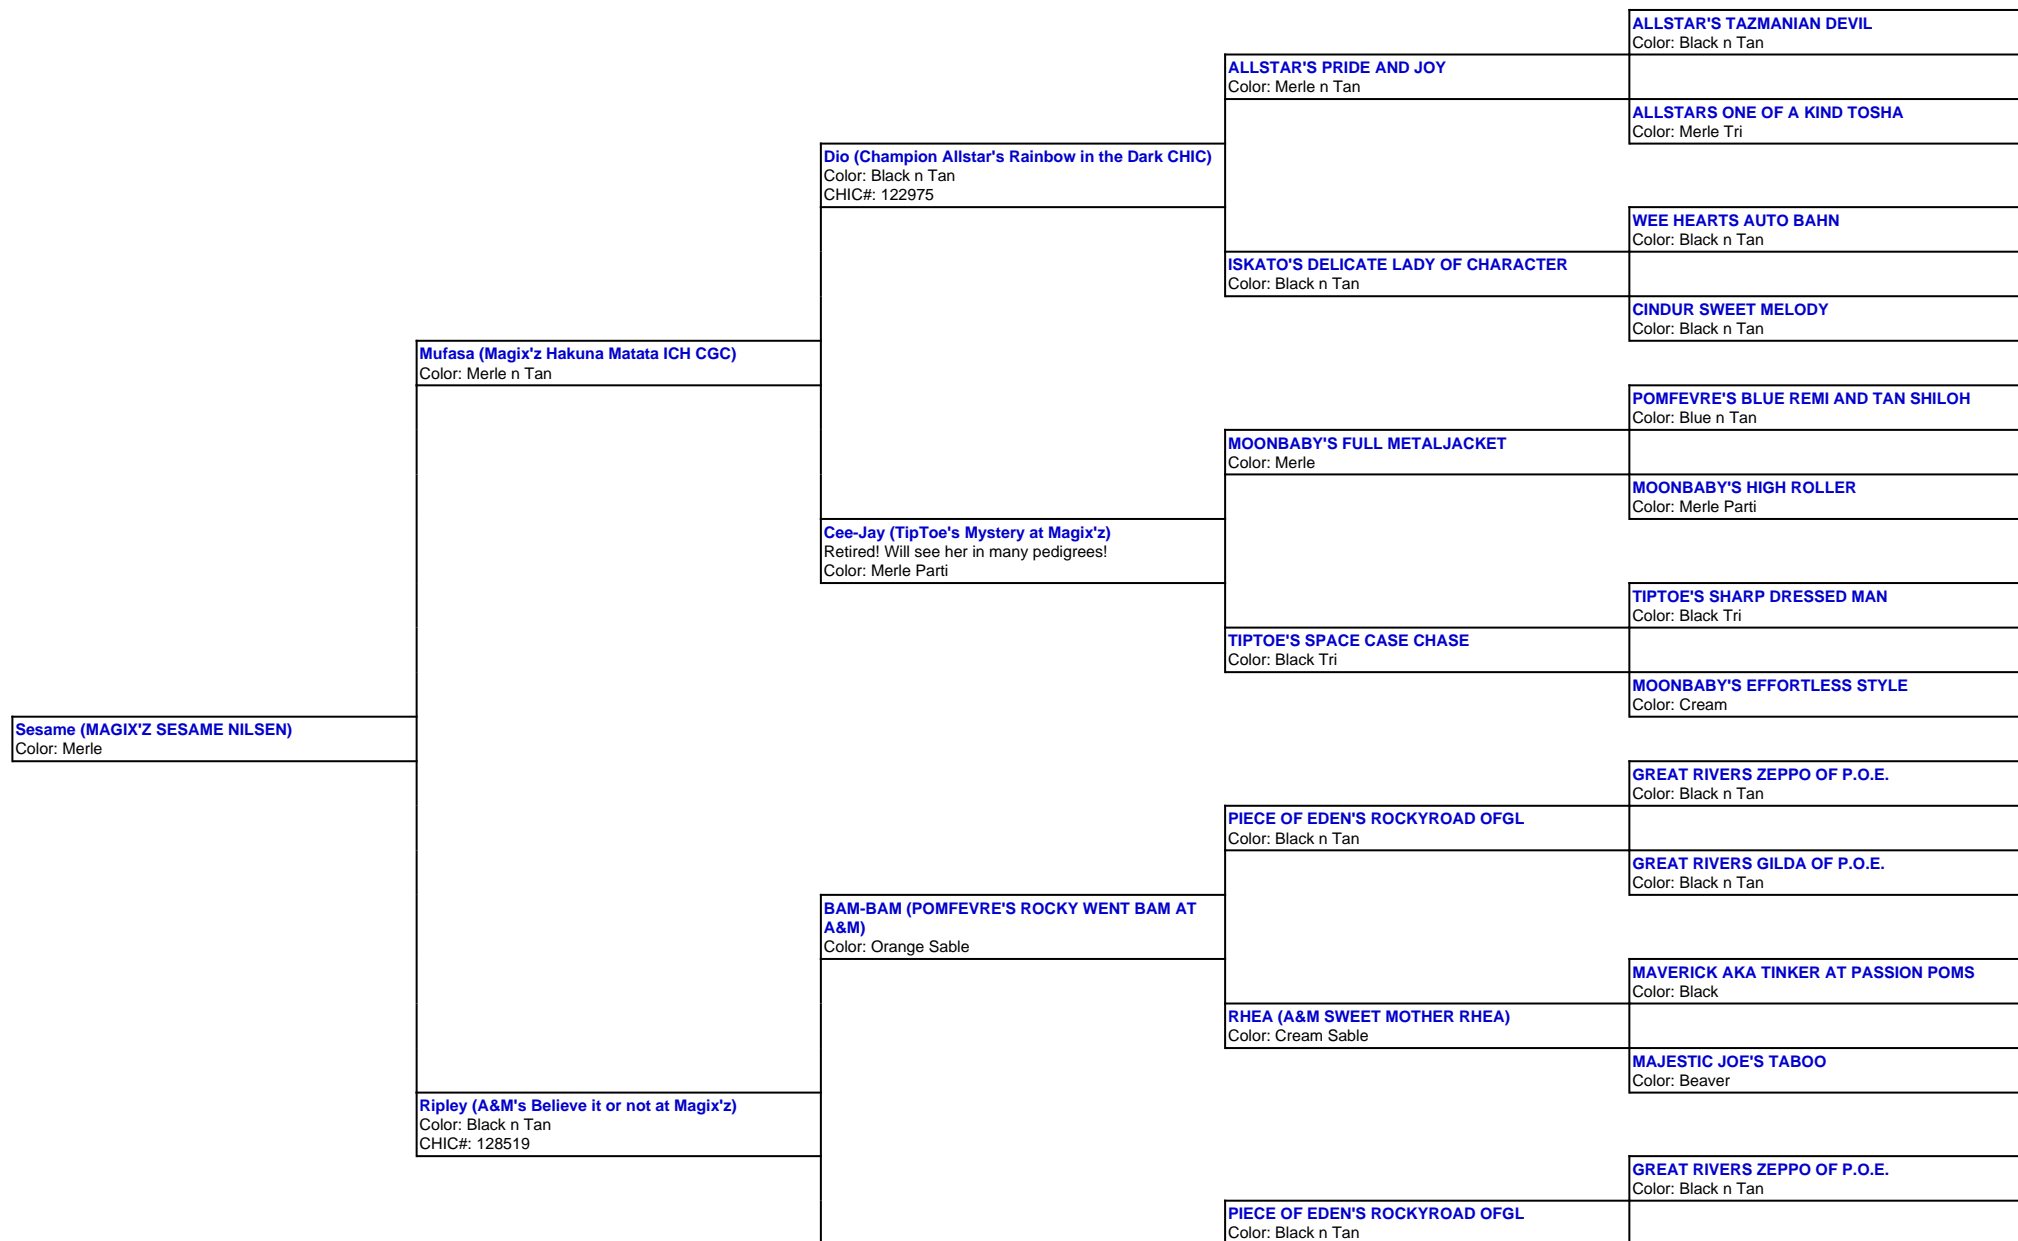 ALLSTAR'S TAZMANIAN DEVIL
Color: Black n Tan
ALLSTAR'S PRIDE AND JOY
Color: Merle n Tan
ALLSTARS ONE OF A KIND TOSHA
Color: Merle Tri
Dio (Champion Allstar's Rainbow in the Dark CHIC)
Color: Black n Tan
CHIC#: 122975
WEE HEARTS AUTO BAHN
Color: Black n Tan
ISKATO'S DELICATE LADY OF CHARACTER
Color: Black n Tan
CINDUR SWEET MELODY
Color: Black n Tan
Mufasa (Magix'z Hakuna Matata ICH CGC)
Color: Merle n Tan
POMFEVRE'S BLUE REMI AND TAN SHILOH
Color: Blue n Tan
MOONBABY'S FULL METALJACKET
Color: Merle
MOONBABY'S HIGH ROLLER
Color: Merle Parti
Cee-Jay (TipToe's Mystery at Magix'z)
Retired! Will see her in many pedigrees!
Color: Merle Parti
TIPTOE'S SHARP DRESSED MAN
Color: Black Tri
TIPTOE'S SPACE CASE CHASE
Color: Black Tri
MOONBABY'S EFFORTLESS STYLE
Color: Cream
Sesame (MAGIX'Z SESAME NILSEN)
Color: Merle
GREAT RIVERS ZEPPO OF P.O.E.
Color: Black n Tan
PIECE OF EDEN'S ROCKYROAD OFGL
Color: Black n Tan
GREAT RIVERS GILDA OF P.O.E.
Color: Black n Tan
BAM-BAM (POMFEVRE'S ROCKY WENT BAM AT
A&M)
Color: Orange Sable
MAVERICK AKA TINKER AT PASSION POMS
Color: Black
RHEA (A&M SWEET MOTHER RHEA)
Color: Cream Sable
MAJESTIC JOE'S TABOO
Color: Beaver
Ripley (A&M's Believe it or not at Magix'z)
Color: Black n Tan
CHIC#: 128519
GREAT RIVERS ZEPPO OF P.O.E.
Color: Black n Tan
PIECE OF EDEN'S ROCKYROAD OFGL
Color: Black n Tan